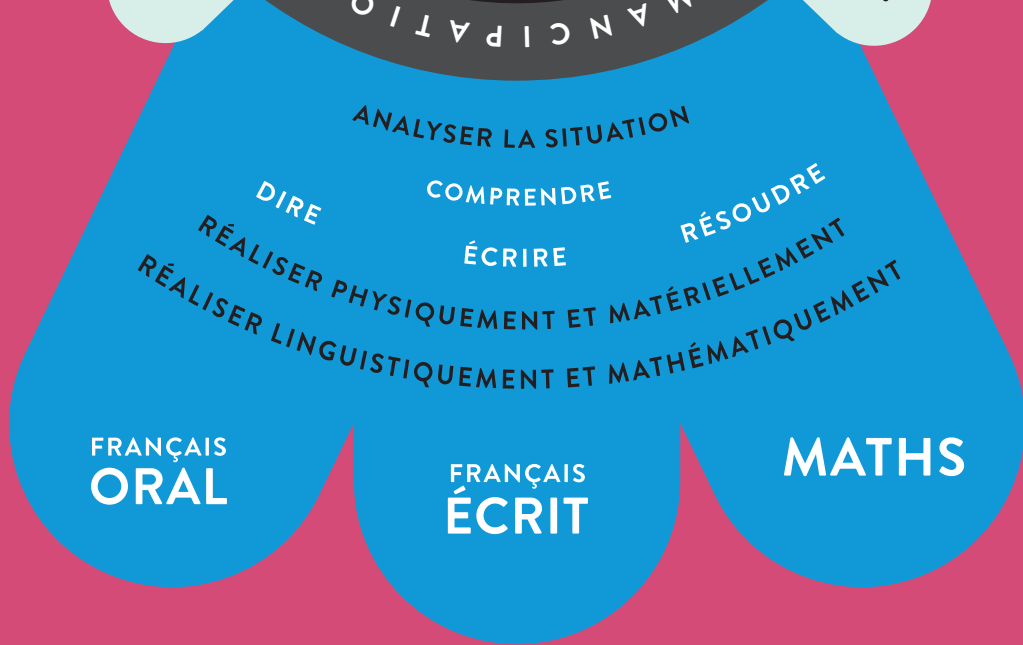 MANCIPATIO
ANALYSER LA SITUATION
DIRE
COMPRENDRE
RÉSOUDRE
ÉCRIRE
RÉALISER PHYSIQUEMENT ET MATÉRIELLEMENT
RÉALISER LINGUISTIQUEMENT ET MATHÉMATIQUEMENT
FRANÇAIS
ORAL
FRANÇAIS
ÉCRIT
MATHS